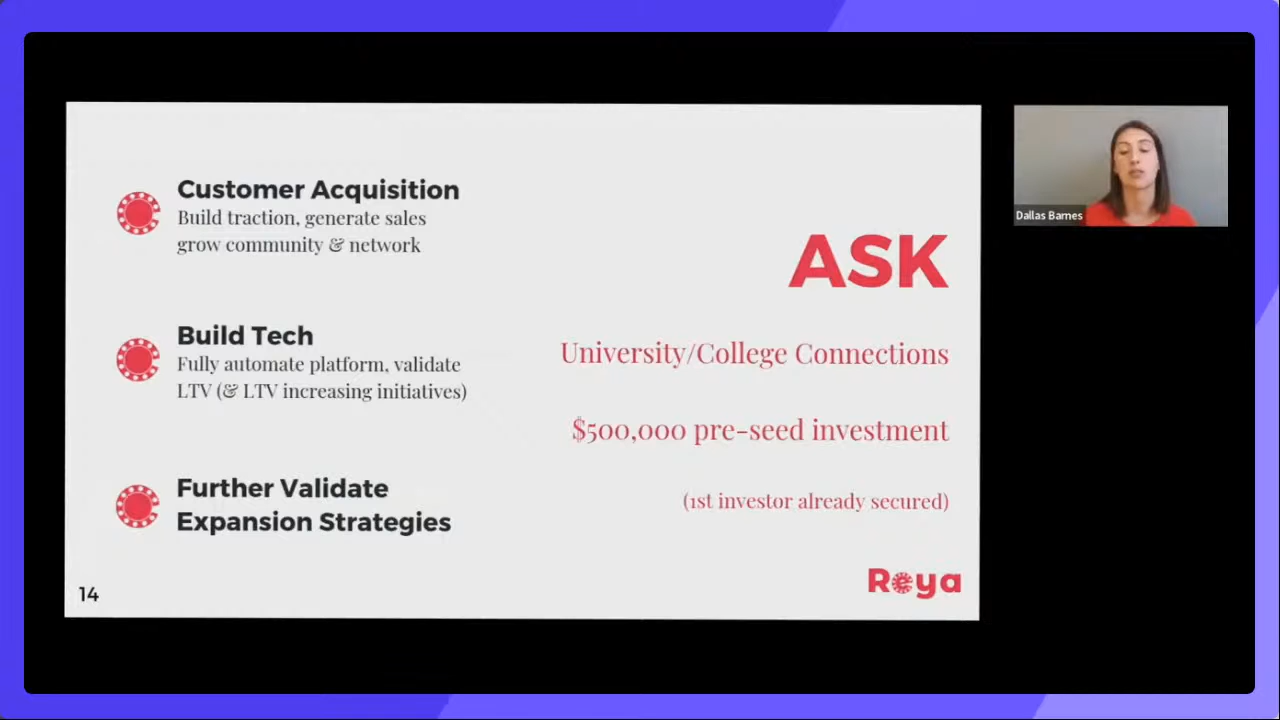 Customer Acquisition
Build traction, generate sales
grow community & network
Build Tech
Fully automate platform, validate
LTV (& LTV increasing initiatives)
Further Validate
Expansion Strategies
14
ASK
University/College Connections
$500,000 pre-seed investment
(1st investor already secured)
Reya
Dallas Barnes